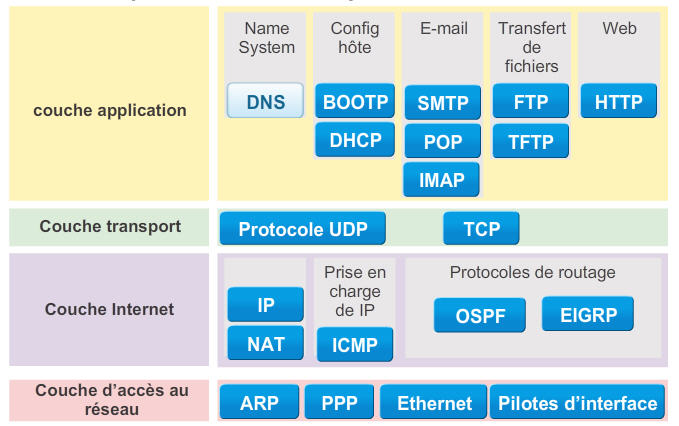 Name System
Config hôte
E-mail
Transfert de fichiers
Web
couche application
DNS
BOOTP
SMTP
FTP
HTTP
DHCP
POP
TFTP
IMAP
Couche transport
Protocole UDP
TCP
Couche Internet
Prise en charge de IP
Protocoles de routage
IP
OSPF
EIGRP
NAT
ICMP
Couche d'accès au réseau
ARP
PPP
Ethernet
Pilotes d'interface